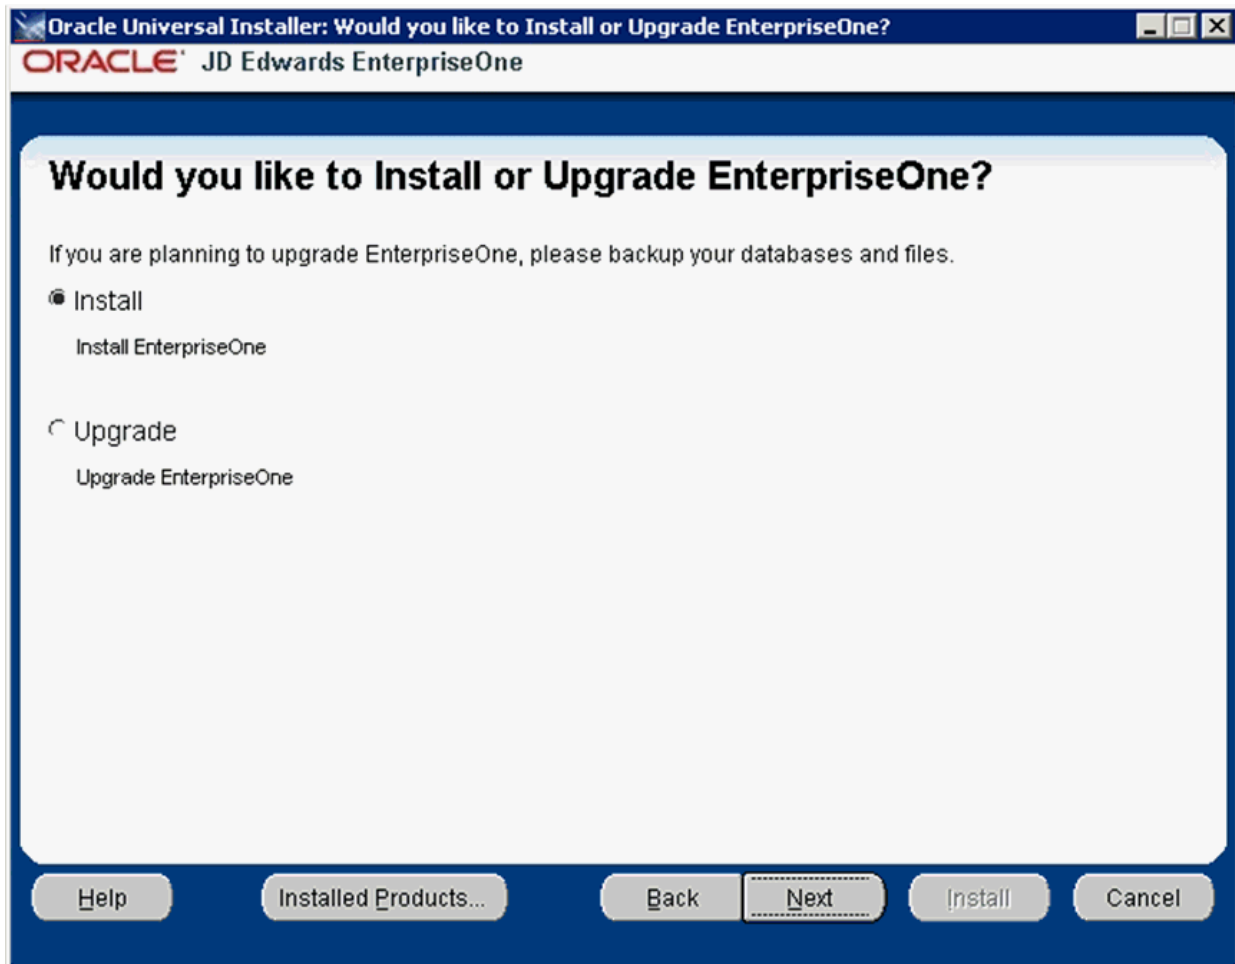 Oracle Universal Installer: Would you like to Install or Upgrade EnterpriseOne?
ORACLE JD Edwards EnterpriseOne
Would you like to Install or Upgrade EnterpriseOne?
If you are planning to upgrade EnterpriseOne, please backup your databases and files.
Install
Install EnterpriseOne
Upgrade
Upgrade EnterpriseOne
Help Installed Products... Back Next Install Cancel